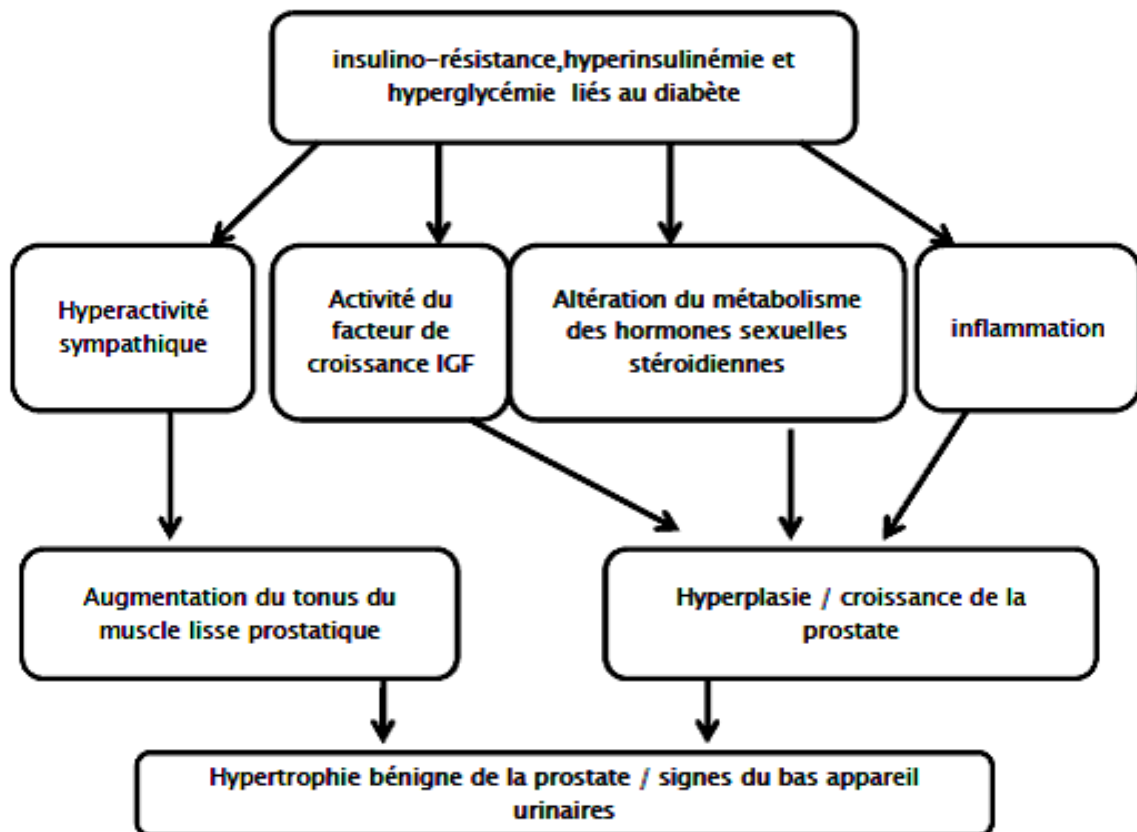 insulino-résistance,hyperinsulinémie et
hyperglycémie liés au diabète
Hyperactivité
sympathique
Activité du
facteur de
croissance IGF
Altération du métabolisme
des hormones sexuelles
stéroidiennes
inflammation
Augmentation du tonus du
muscle lisse prostatique
Hyperplasie / croissance de la
prostate
Hypertrophie bénigne de la prostate / signes du bas appareil
urinaires